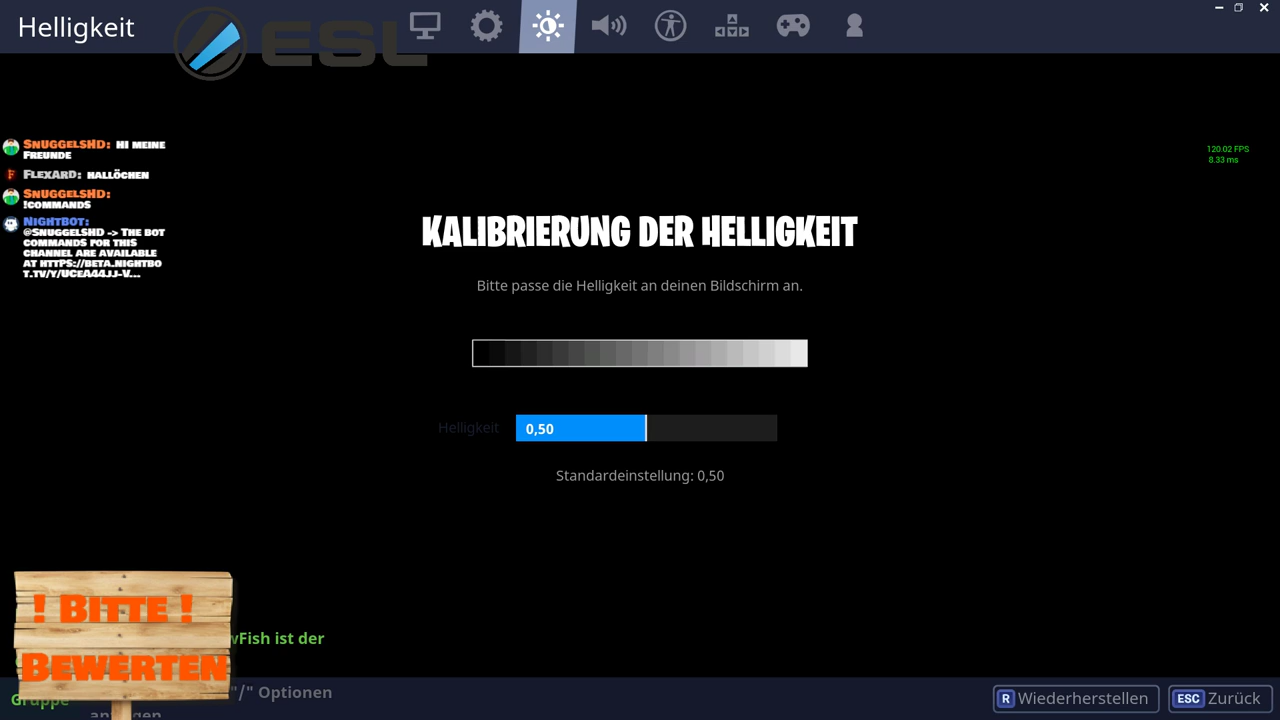 Helligkeit
ESL
SnuggelsHD: Hi meine
Freunde
FlexArd: hallöchen
SnuggelsHD:
!commands
Nightbot:
@SnuggelsHD -> The bot
commands for this
channel are available
at https://beta.nightbo
t.tv/y/UCeA44jj-V...
120.02 FPS
8.33 ms
KALIBRIERUNG DER HELLIGKEIT
Bitte passe die Helligkeit an deinen Bildschirm an.
Helligkeit
0,50
Standardeinstellung: 0,50
! Bitte !
Bewerten
wFish ist der
Gruppe
"/" Optionen
R Wiederherstellen
ESC Zurück